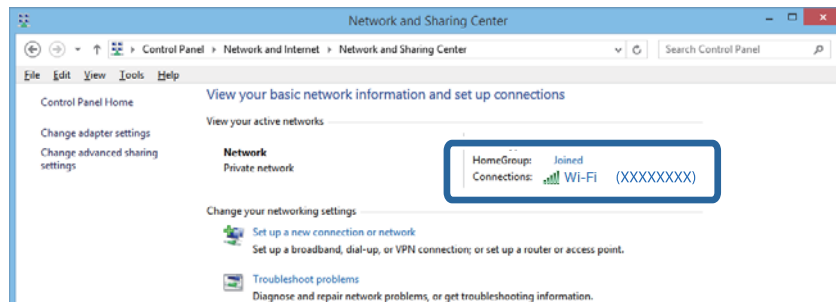 Network and Sharing Center
Control Panel Network and Internet Network and Sharing Center Search Control Panel
File Edit View Tools Help
Control Panel Home
Change adapter settings
Change advanced sharing
settings
View your basic network information and set up connections
View your active networks
Network
Private network
HomeGroup: Joined
Connections: Wi-Fi (XXXXXXXX)
Change your networking settings
Set up a new connection or network
Set up a broadband, dial-up, or VPN connection; or set up a router or access point.
Troubleshoot problems
Diagnose and repair network problems, or get troubleshooting information.